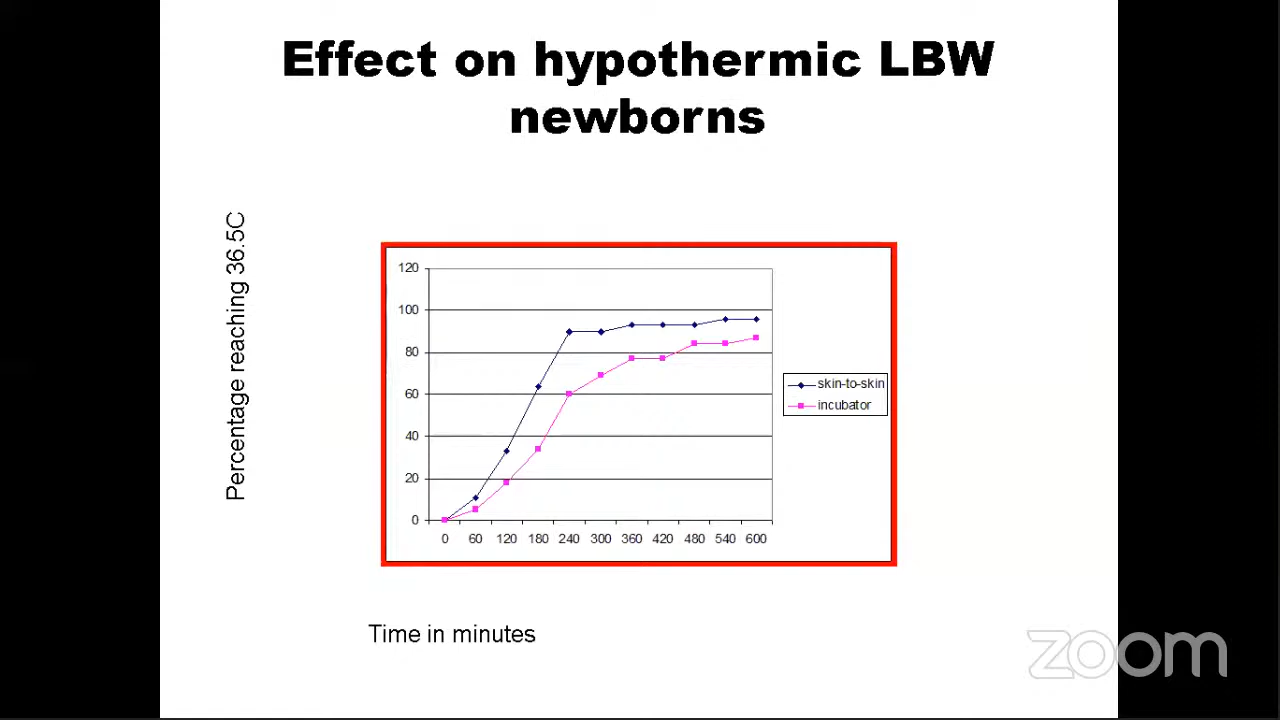 Effect on hypothermic LBW
newborns
Percentage reaching 36.5C
120
100
80
60
40
20
0
0 60 120 180 240 300 360 420 480 540 600
skin-to-skin
incubator
Time in minutes
zoom